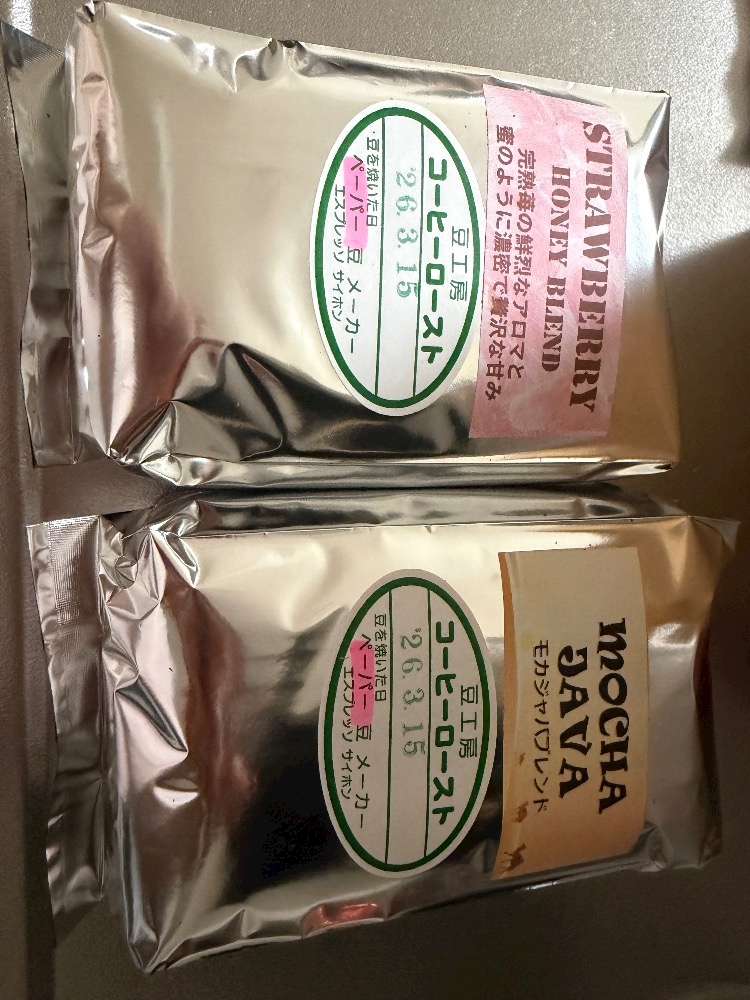 STRAWBERRY
HONEY BLEND
完熟苺の鮮烈なアロマと
蜜のように濃密で贅沢な甘み
豆工房
コーヒーロースト
'26.3.15
・豆を焼いた日
ペーパー 豆 メーカー
エスプレッソ サイホン
MOCHA
JAVA
モカジャバブレンド
豆工房
コーヒーロースト
'26.3.15
豆を焼いた日
ペーパー 豆 メーカー
エスプレッソ サイホン